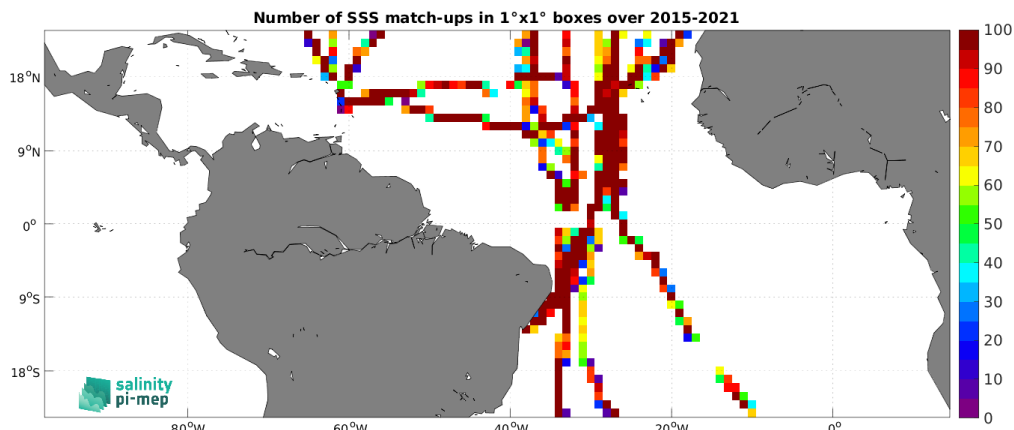 Number of SSS match-ups in 1°x1° boxes over 2015-2021
100
90
80
70
60
50
40
30
20
10
0
18°N
9°N
0°
9°S
18°S
80°W
60°W
40°W
20°W
0°
salinity
pi-mep